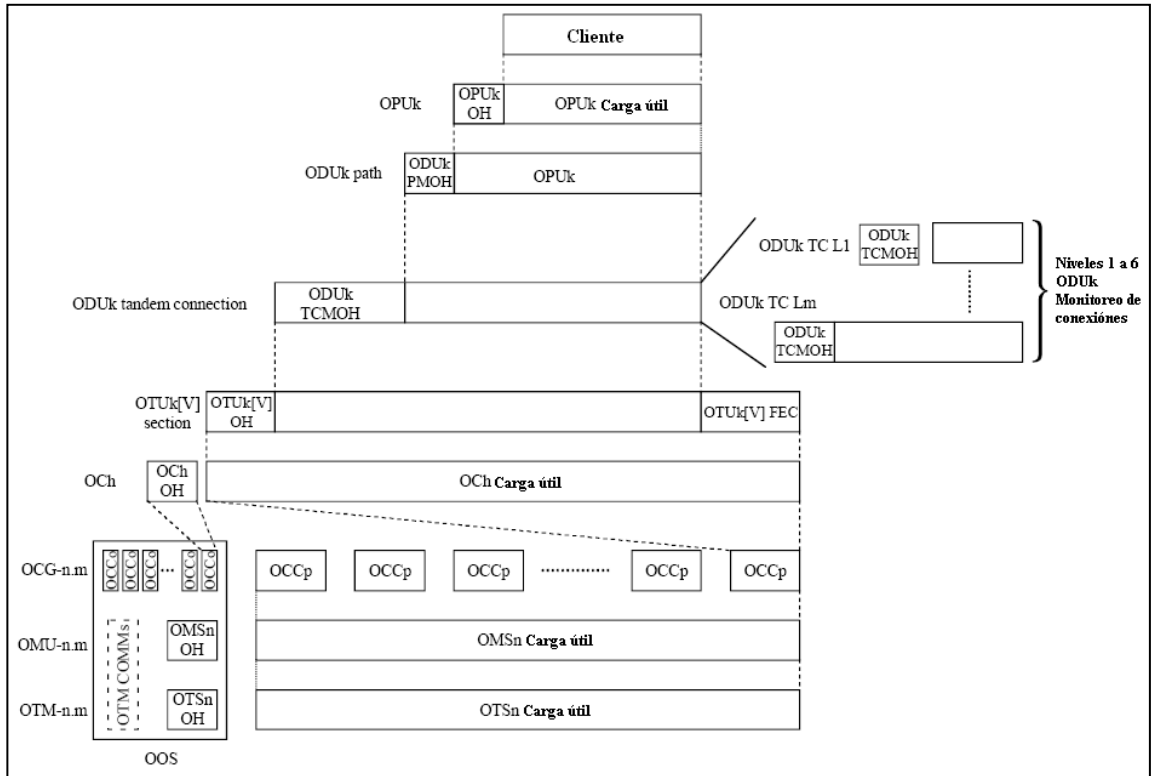 Cliente
OPUk
OPUk
OH
OPUk Carga útil
ODUk path
ODUk
PMOH
OPUk
ODUk TC L1
ODUk
TCMOH
ODUk tandem connection
ODUk
TCMOH
ODUk TC Lm
ODUk
TCMOH
Niveles 1 a 6
ODUk
Monitoreo de
conexiónes
OTUk[V]
section
OTUk[V]
OH
OTUk[V] FEC
OCh
OCh
OH
OCh Carga útil
OCG-n.m
OCCo
OCCo
OCCo
OCCo
OCCo
OCCp
OCCp
OCCp
OCCp
OCCp
OMU-n.m
OTM COMMs
OMSn
OH
OMSn Carga útil
OTM-n.m
OTSn
OH
OTSn Carga útil
OOS